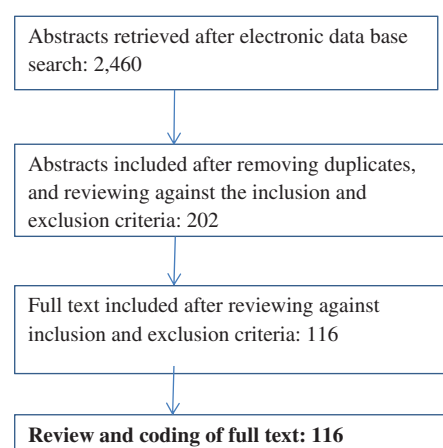 Abstracts retrieved after electronic data base
search: 2,460
Abstracts included after removing duplicates,
and reviewing against the inclusion and
exclusion criteria: 202
Full text included after reviewing against
inclusion and exclusion criteria: 116
Review and coding of full text: 116